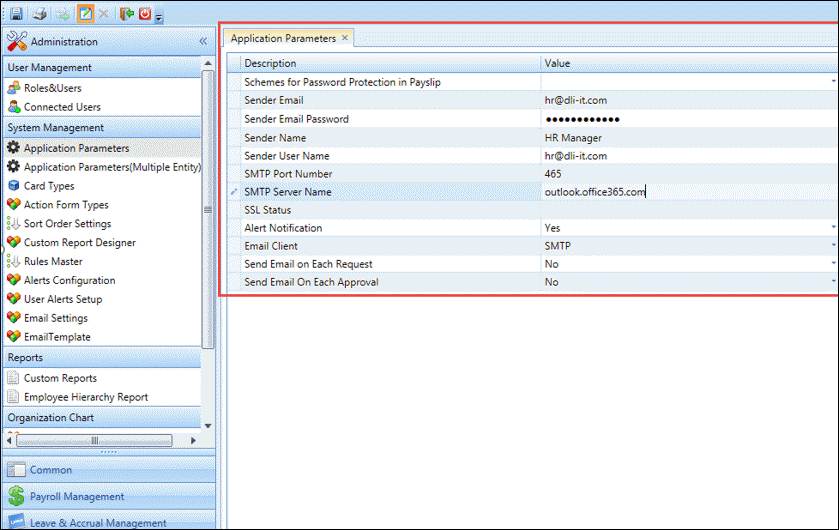 Administration
User Management
Roles&Users
Connected Users
System Management
Application Parameters
Application Parameters(Multiple Entity)
Card Types
Action Form Types
Sort Order Settings
Custom Report Designer
Rules Master
Alerts Configuration
User Alerts Setup
Email Settings
EmailTemplate
Reports
Custom Reports
Employee Hierarchy Report
Organization Chart
Common
Payroll Management
Leave & Accrual Management
Application Parameters
Description Value
Schemes for Password Protection in Payslip
Sender Email hr@dli-it.com
Sender Email Password ●●●●●●●●●●●●
Sender Name HR Manager
Sender User Name hr@dli-it.com
SMTP Port Number 465
SMTP Server Name outlook.office365.com
SSL Status
Alert Notification Yes
Email Client SMTP
Send Email on Each Request No
Send Email On Each Approval No